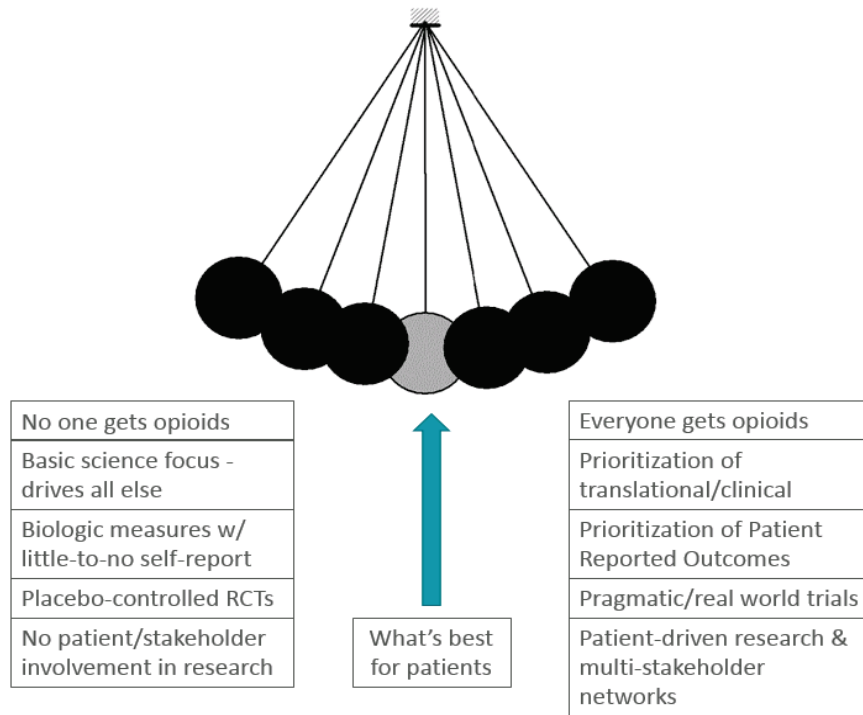 No one gets opioids
Basic science focus -
drives all else
Biologic measures w/
little-to-no self-report
Placebo-controlled RCTs
No patient/stakeholder
involvement in research
What's best
for patients
Everyone gets opioids
Prioritization of
translational/clinical
Prioritization of Patient
Reported Outcomes
Pragmatic/real world trials
Patient-driven research &
multi-stakeholder
networks